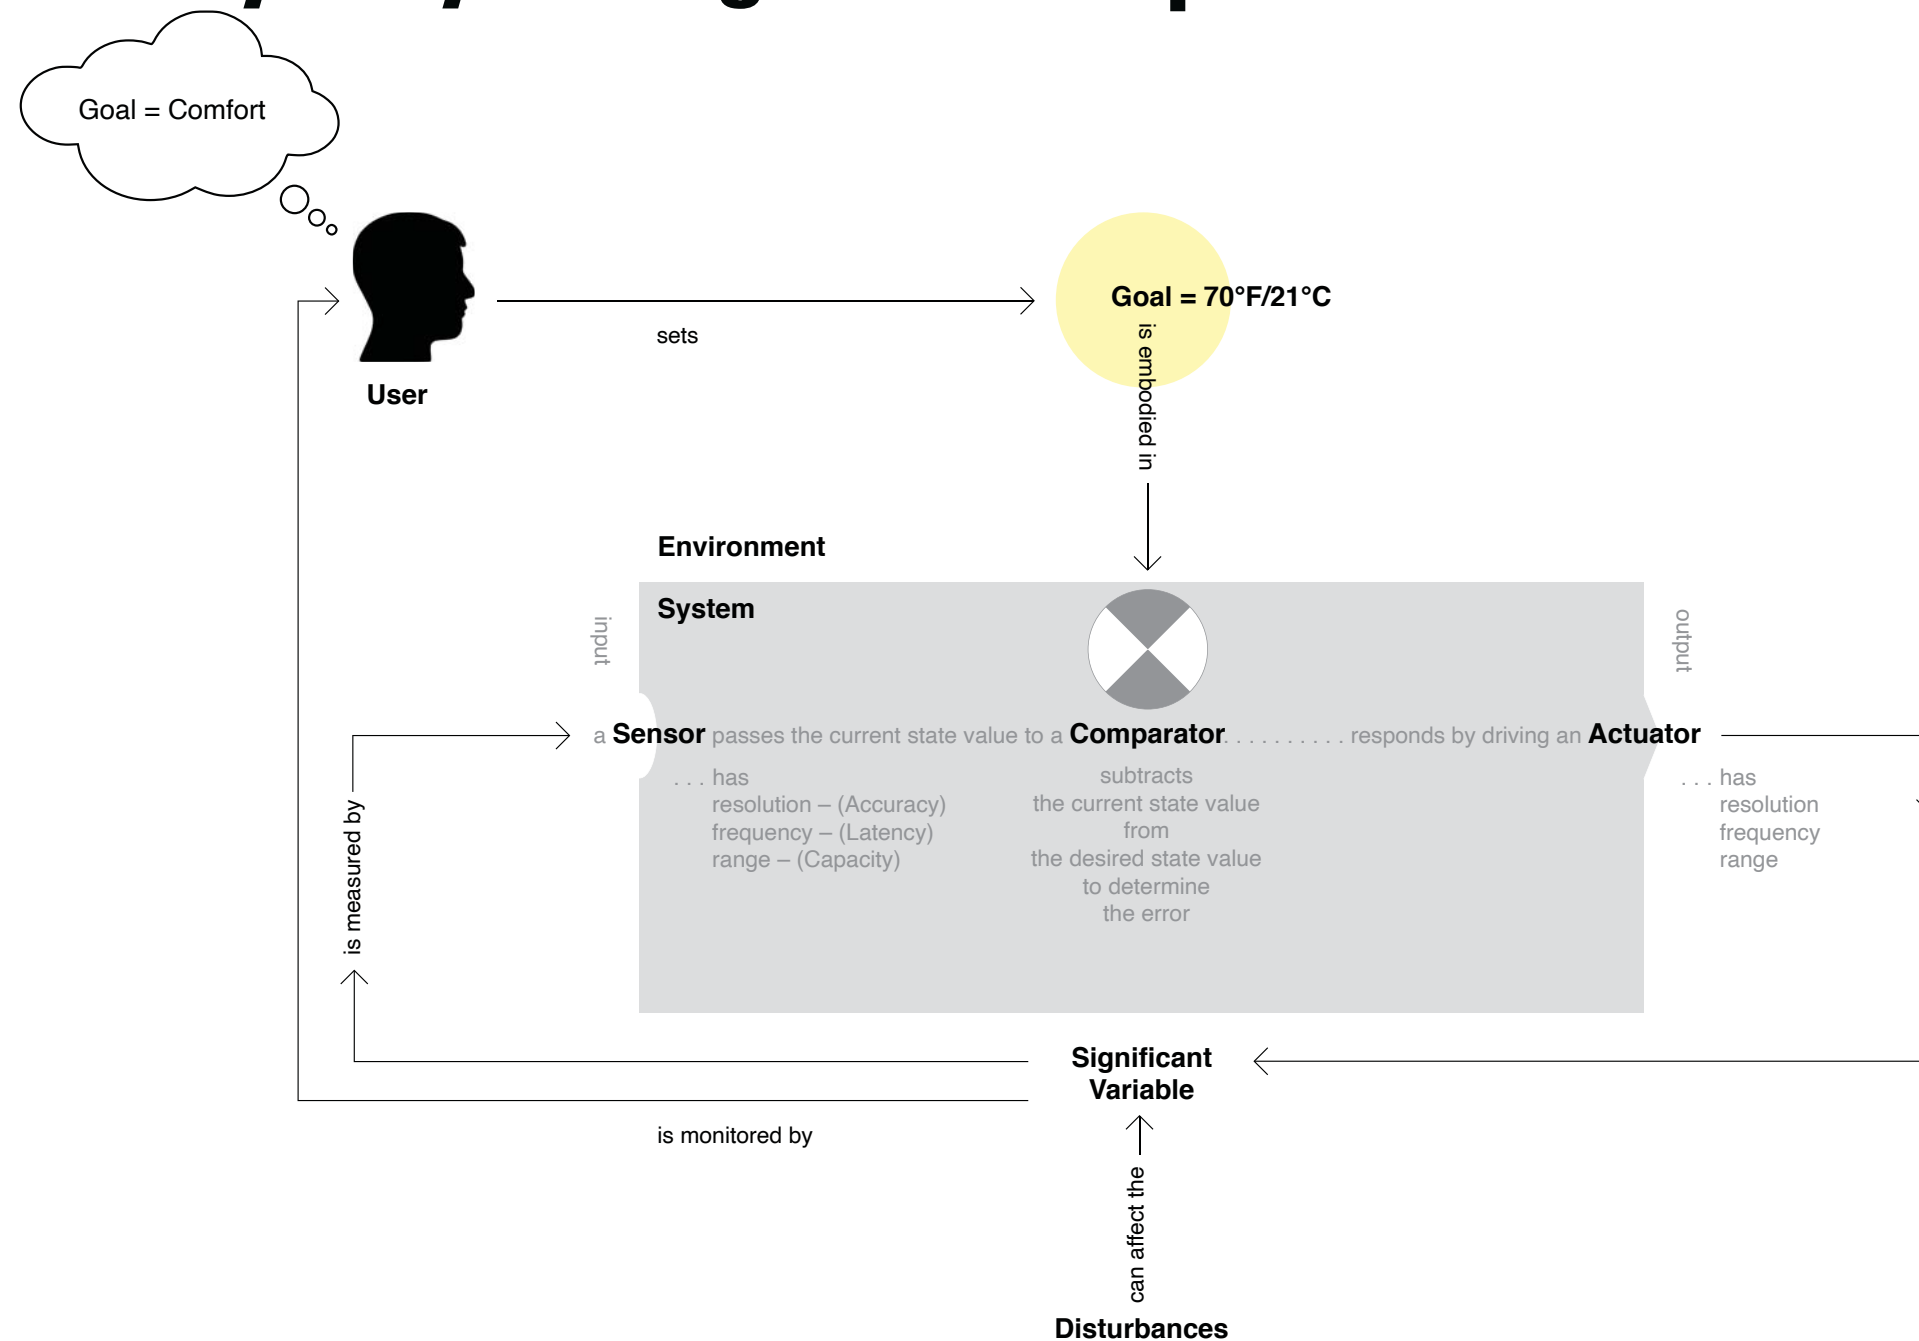 Goal = Comfort
User
sets
Goal = 70°F/21°C
is embodied in
Environment
System
input
output
a Sensor passes the current state value to a Comparator. . . . . . . . . . responds by driving an Actuator
. . . has
resolution – (Accuracy)
frequency – (Latency)
range – (Capacity)
subtracts
the current state value
from
the desired state value
to determine
the error
. . . has
resolution
frequency
range
is measured by
Significant
Variable
is monitored by
can affect the
Disturbances